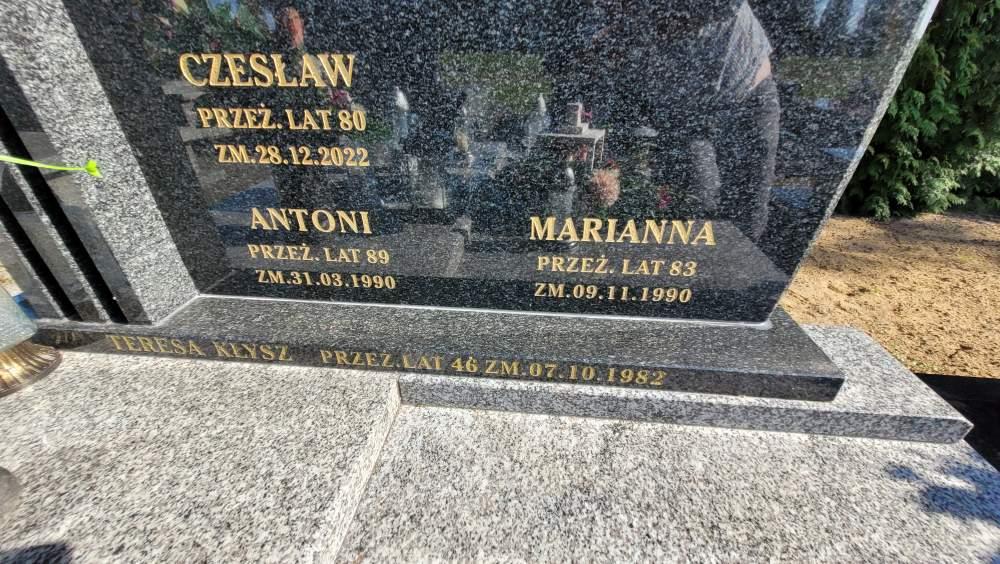 CZESŁAW
PRZEŻ. LAT 80
ZM.28.12.2022
ANTONI
PRZEŻ. LAT 89
ZM.31.03.1990
MARIANNA
PRZEŻ. LAT 83
ZM.09.11.1990
TERESA KŁYSZ PRZEŻ.LAT 46 ZM.07.10.1982